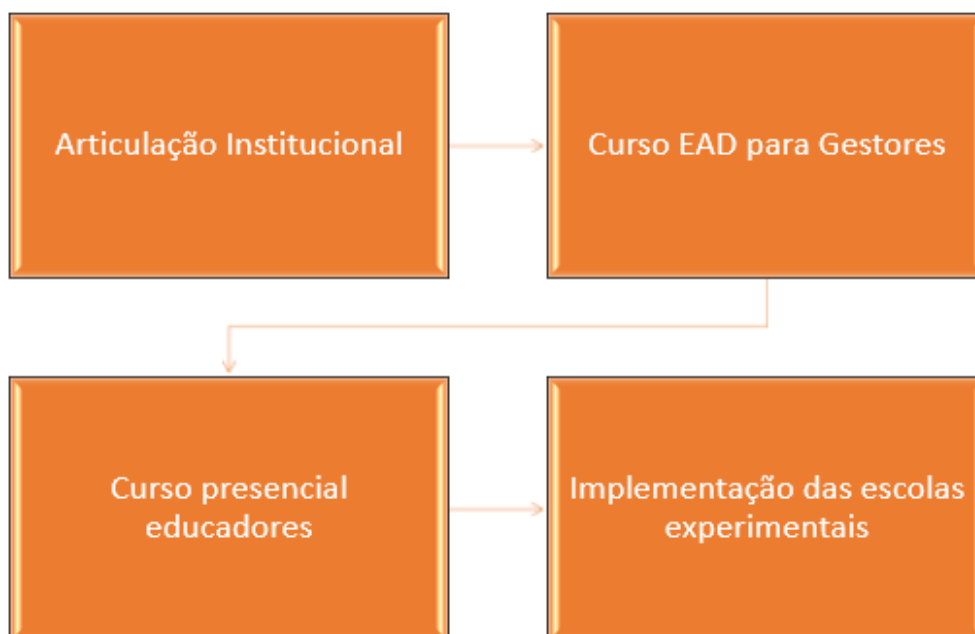 Articulação Institucional
Curso EAD para Gestores
Curso presencial
educadores
Implementação das escolas
experimentais